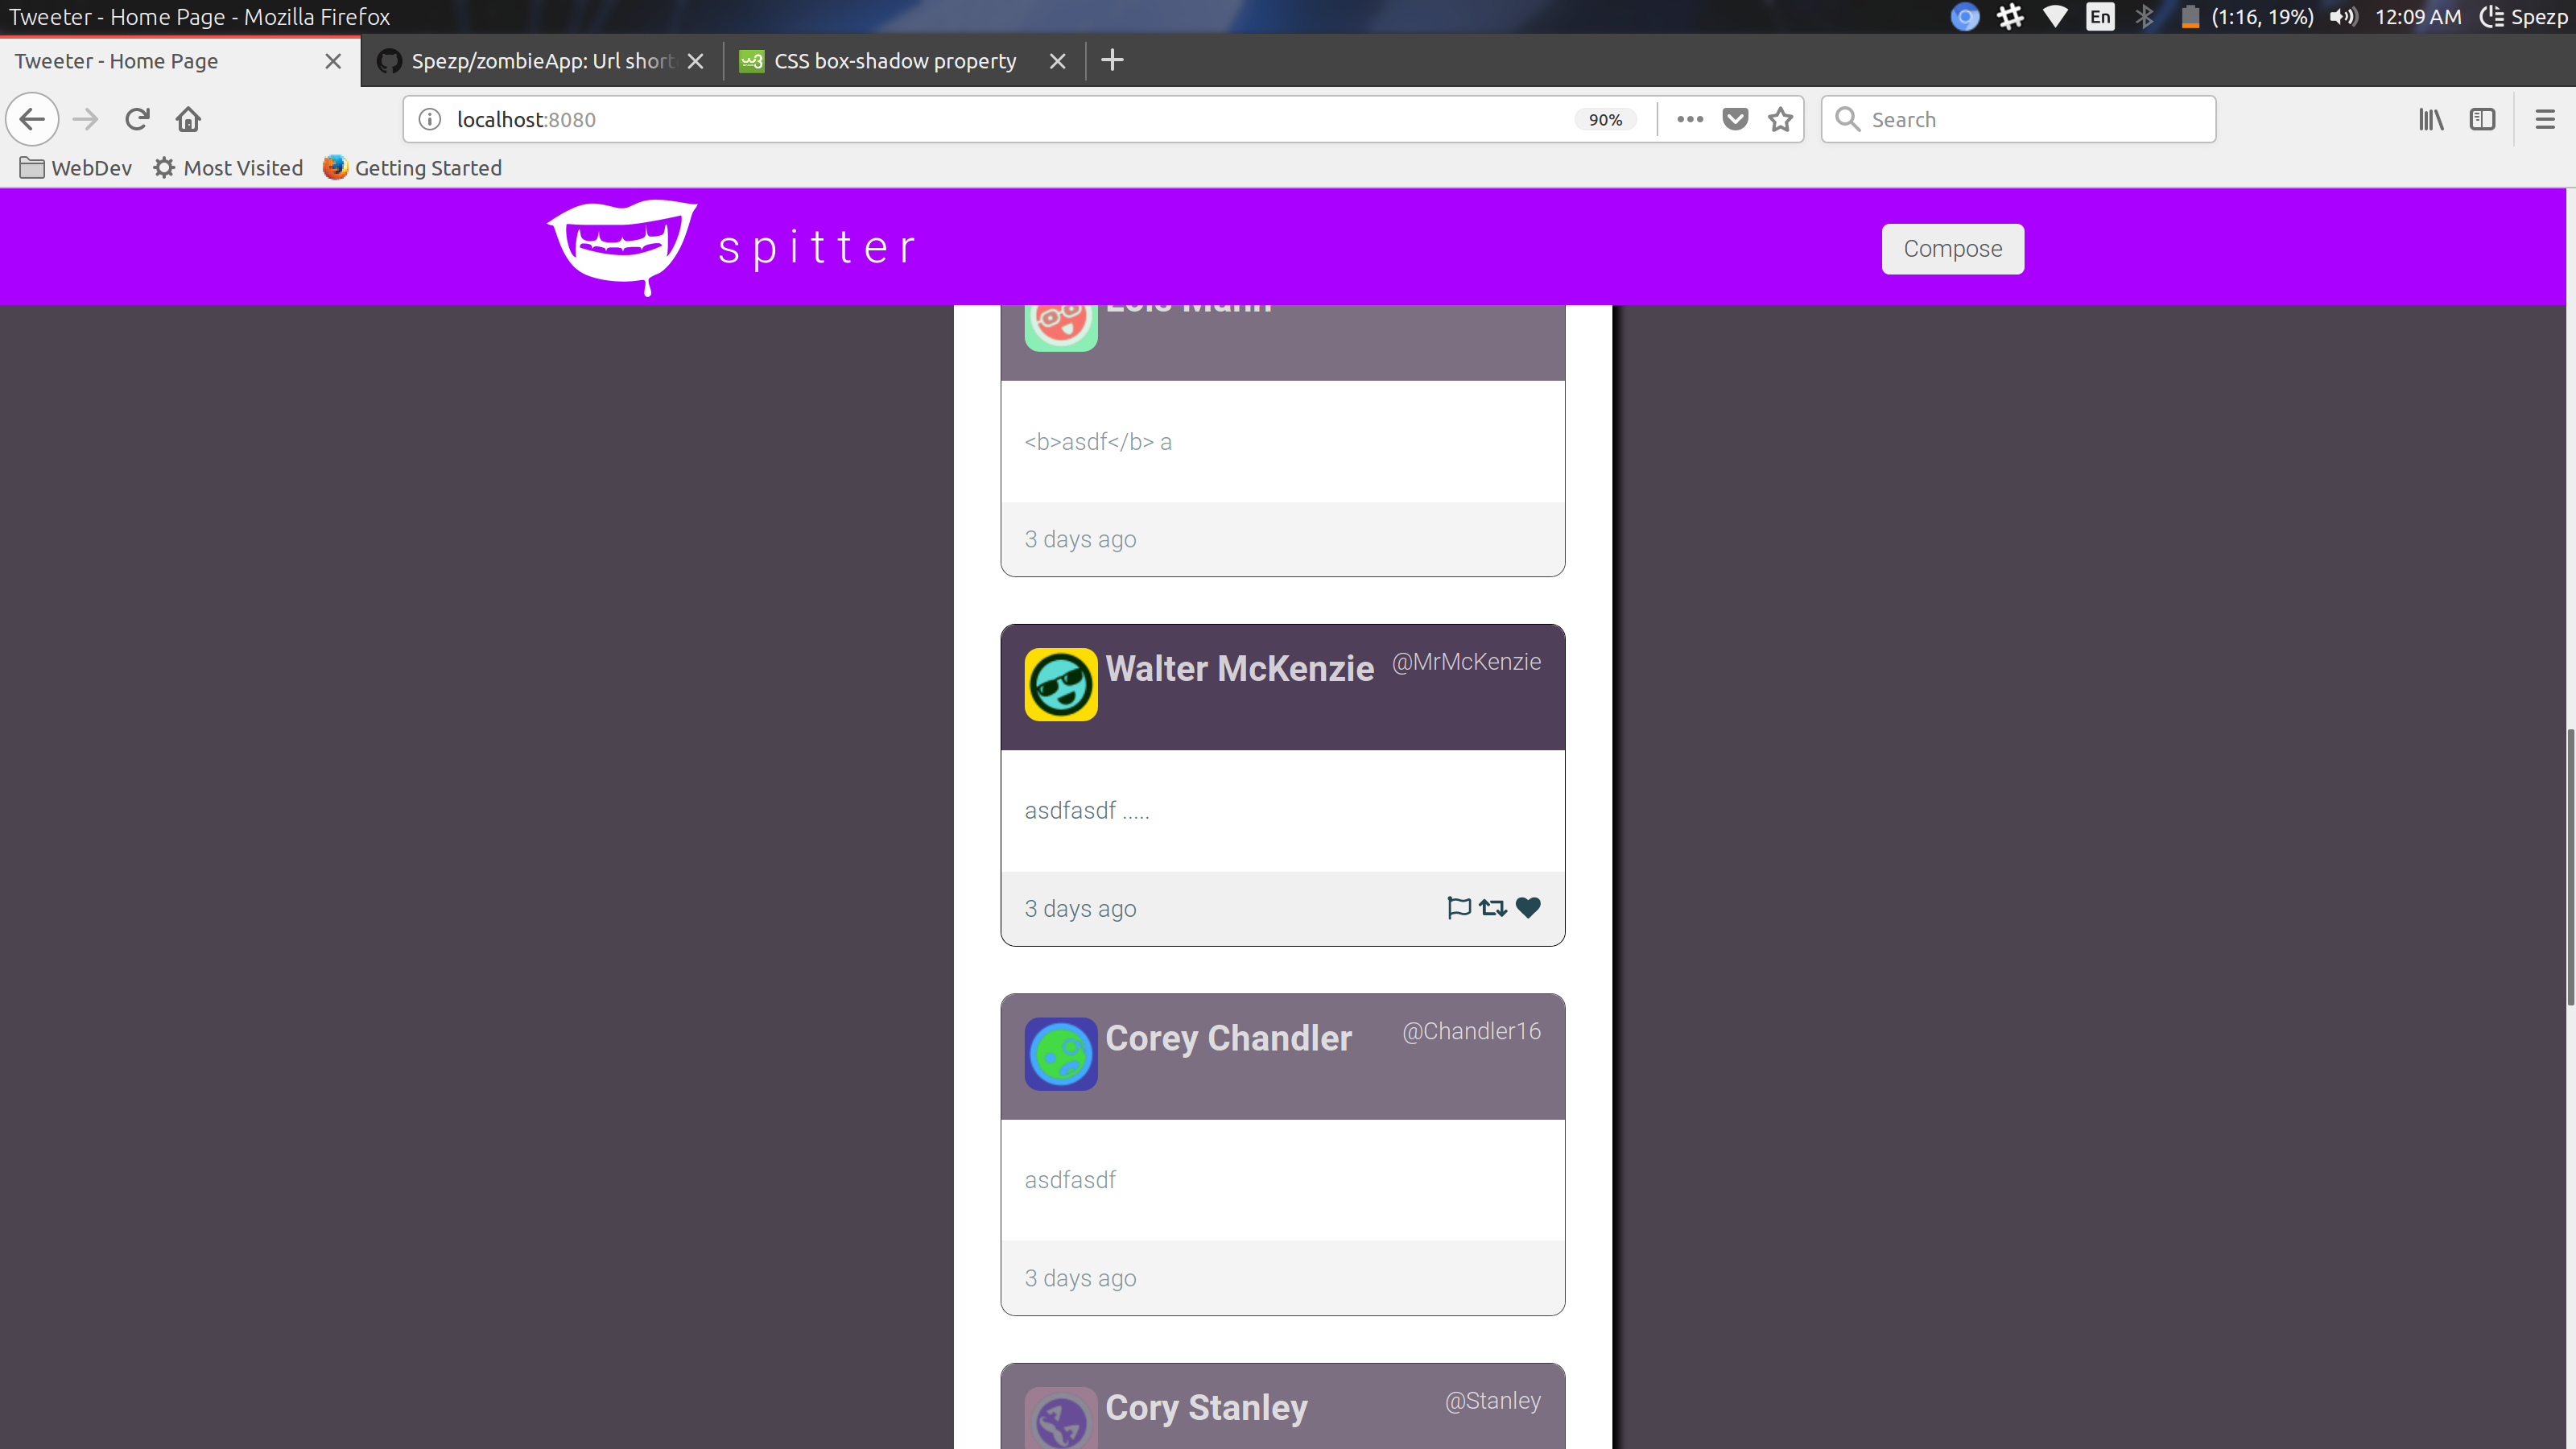 Tweeter - Home Page - Mozilla Firefox
En
(1:16, 19%)
12:09 AM
Spezp
Tweeter - Home Page
Spezp/zombieApp: Url short
CSS box-shadow property
localhost:8080
90%
Search
WebDev
Most Visited
Getting Started
spitter
Compose
<b>asdf</b> a
3 days ago
Walter McKenzie
@MrMcKenzie
asdfasdf .....
3 days ago
Corey Chandler
@Chandler16
asdfasdf
3 days ago
Cory Stanley
@Stanley